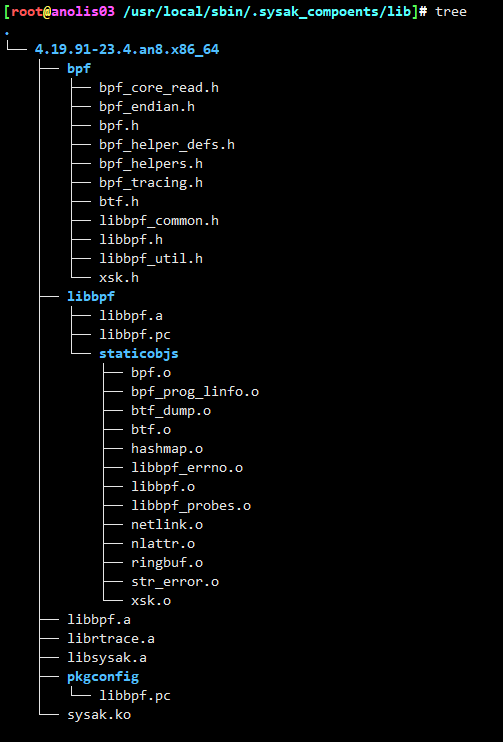 [root@anolis03 /usr/local/sbin/.sysak_compoents/lib]# tree
.
└── 4.19.91-23.4.an8.x86_64
    ├── bpf
    │   ├── bpf_core_read.h
    │   ├── bpf_endian.h
    │   ├── bpf.h
    │   ├── bpf_helper_defs.h
    │   ├── bpf_helpers.h
    │   ├── bpf_tracing.h
    │   ├── btf.h
    │   ├── libbpf_common.h
    │   ├── libbpf.h
    │   ├── libbpf_util.h
    │   └── xsk.h
    ├── libbpf
    │   ├── libbpf.a
    │   ├── libbpf.pc
    │   └── staticobjs
    │       ├── bpf.o
    │       ├── bpf_prog_linfo.o
    │       ├── btf_dump.o
    │       ├── btf.o
    │       ├── hashmap.o
    │       ├── libbpf_errno.o
    │       ├── libbpf.o
    │       ├── libbpf_probes.o
    │       ├── netlink.o
    │       ├── nlattr.o
    │       ├── ringbuf.o
    │       ├── str_error.o
    │       └── xsk.o
    ├── libbpf.a
    ├── librtrace.a
    ├── libsysak.a
    ├── pkgconfig
    │   └── libbpf.pc
    └── sysak.ko